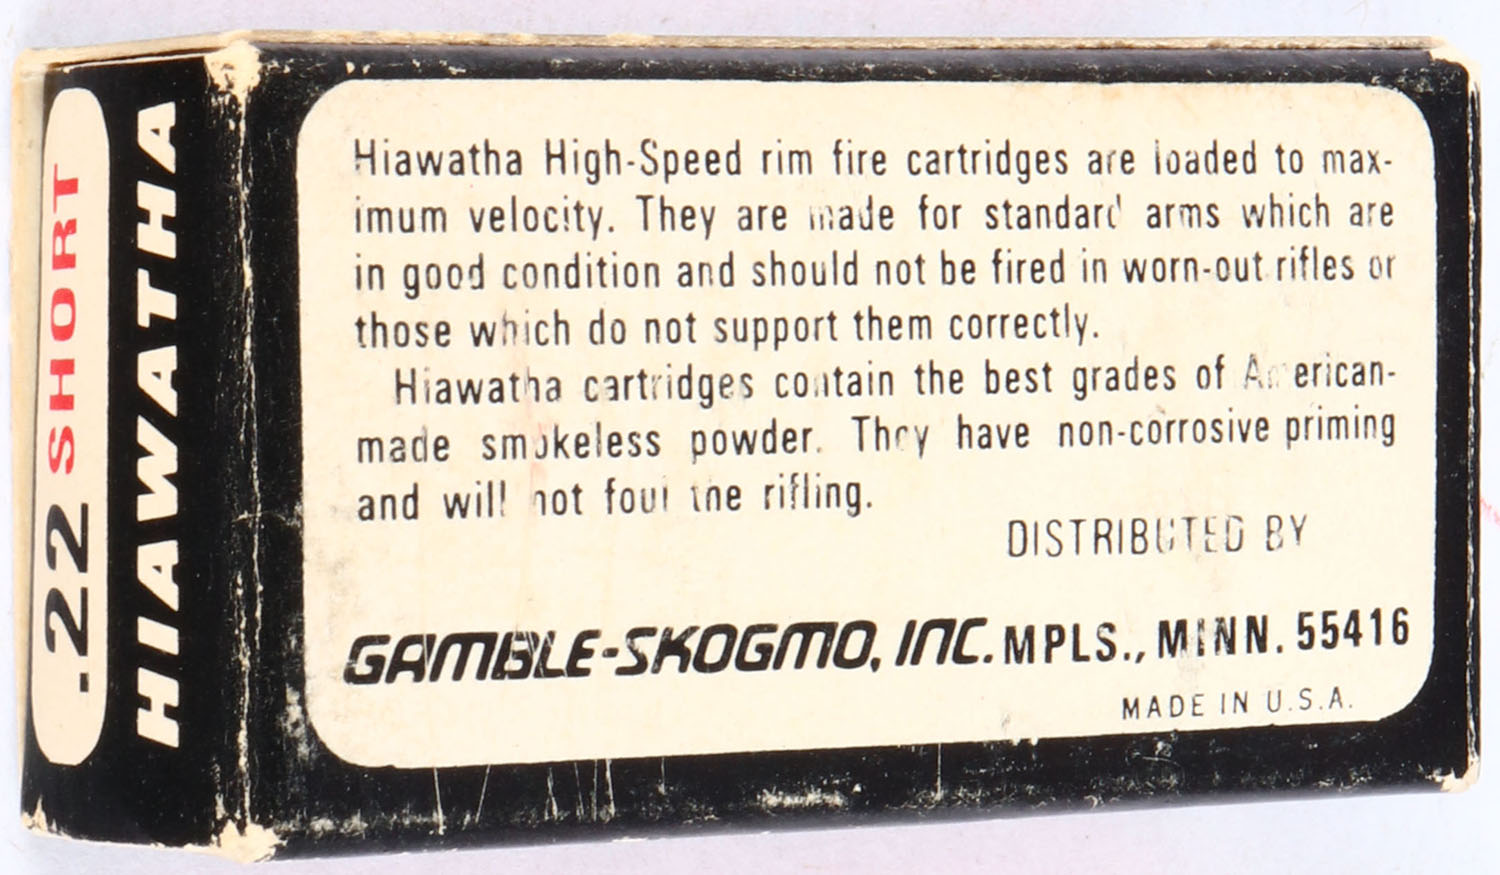 .22 SHORT
HIAWATHA
Hiawatha High-Speed rim fire cartridges are loaded to max-
imum velocity. They are made for standard arms which are
in good condition and should not be fired in worn-out rifles or
those which do not support them correctly.
Hiawatha cartridges contain the best grades of American-
made smokeless powder. They have non-corrosive priming
and will not foul the rifling.
DISTRIBUTED BY
GAMBLE-SKOGMO, INC. MPLS., MINN. 55416
MADE IN U.S.A.